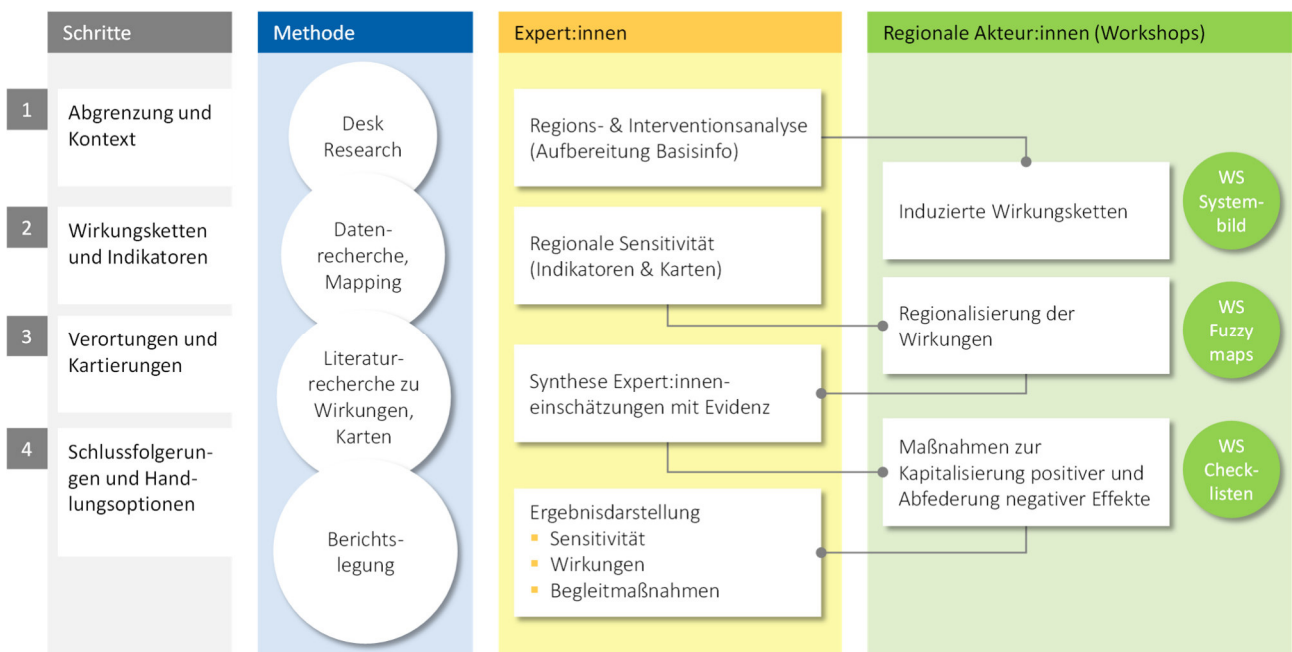 Schritte
Methode
Expert:innen
Regionale Akteur:innen (Workshops)
1
Abgrenzung und
Kontext
2
Wirkungsketten
und Indikatoren
3
Verortungen und
Kartierungen
4
Schlussfolgerun-
gen und Hand-
lungsoptionen
Desk
Research
Daten-
recherche,
Mapping
Literatur-
recherche zu
Wirkungen,
Karten
Berichts-
legung
Regions- & Interventionsanalyse
(Aufbereitung Basisinfo)
Regionale Sensitivität
(Indikatoren & Karten)
Synthese Expert:innen-
einschätzungen mit Evidenz
Ergebnisdarstellung
Sensitivität
Wirkungen
Begleitmaßnahmen
Induzierte Wirkungsketten
WS
System-
bild
Regionalisierung der
Wirkungen
WS
Fuzzy
maps
Maßnahmen zur
Kapitalisierung positiver und
Abfederung negativer Effekte
WS
Check-
listen